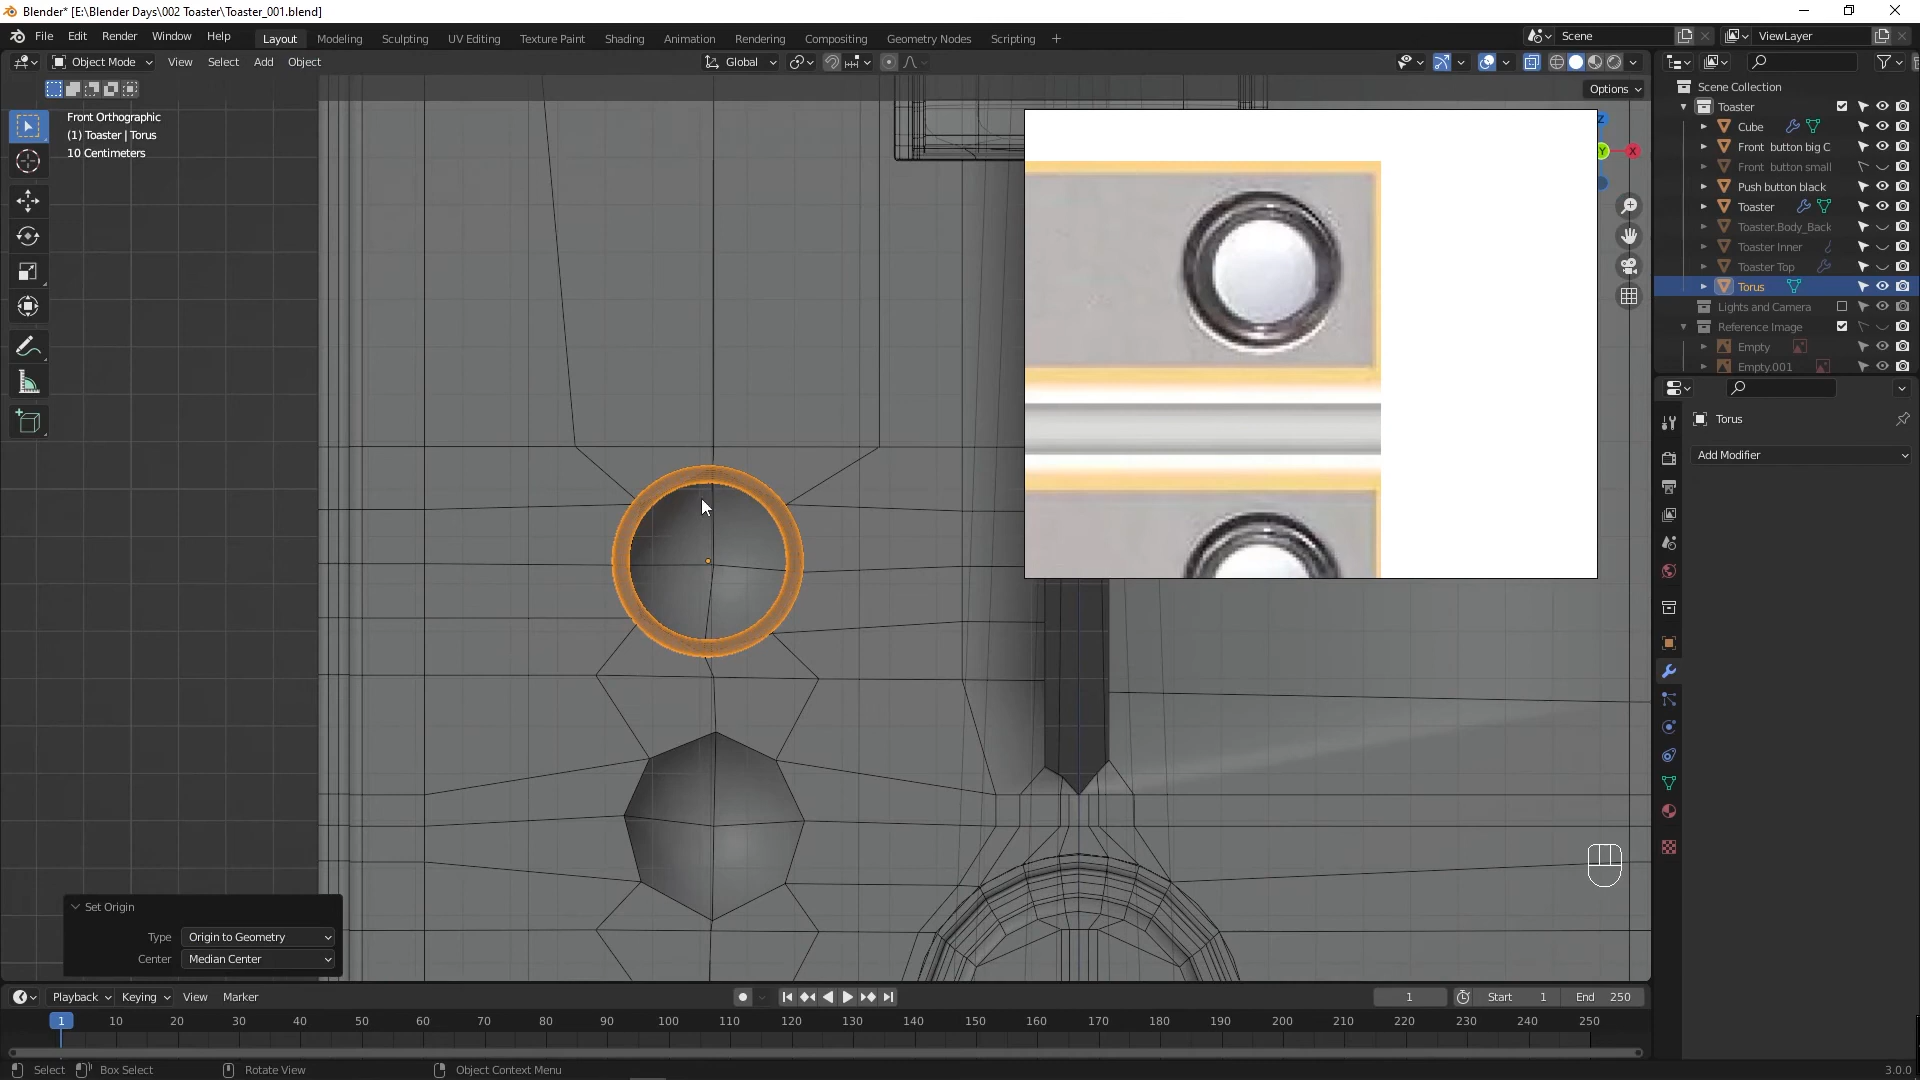 Blender* [E:\Blender Days\002 Toaster\Toaster_001.blend]
File Edit Render Window Help
Layout Modeling Sculpting UV Editing Texture Paint Shading Animation Rendering Compositing Geometry Nodes Scripting +
Scene
ViewLayer
Object Mode View Select Add Object
Global
Options
Front Orthographic
(1) Toaster | Torus
10 Centimeters
Z
Y
X
Scene Collection
Toaster
Cube
Front button big C
Front button small
Push button black
Toaster
Toaster.Body_Back
Toaster Inner
Toaster Top
Torus
Lights and Camera
Reference Image
Empty
Empty.001
Torus
Add Modifier
Set Origin
Type Origin to Geometry
Center Median Center
Playback Keying View Marker
1 Start 1 End 250
1 10 20 30 40 50 60 70 80 90 100 110 120 130 140 150 160 170 180 190 200 210 220 230 240 250
Select Box Select Rotate View Object Context Menu 3.0.0